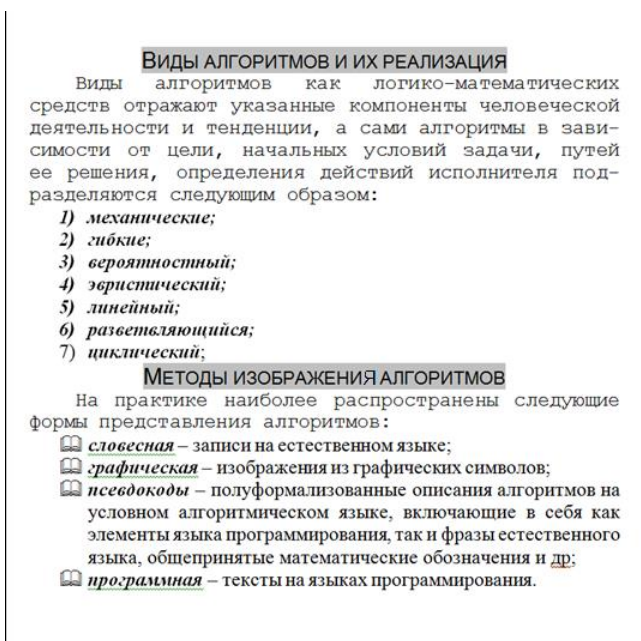 ВИДЫ АЛГОРИТМОВ И ИХ РЕАЛИЗАЦИЯ
Виды алгоритмов как логико-математических
средств отражают указанные компоненты человеческой
деятельности и тенденции, а сами алгоритмы в зави-
симости от цели, начальных условий задачи, путей
ее решения, определения действий исполнителя под-
разделяются следующим образом:
1) механические;
2) гибкие;
3) вероятностный;
4) эвристический;
5) линейный;
6) разветвляющийся;
7) циклический;
МЕТОДЫ ИЗОБРАЖЕНИЯ АЛГОРИТМОВ
На практике наиболее распространены следующие
формы представления алгоритмов:
словесная – записи на естественном языке;
графическая – изображения из графических символов;
псевдокоды – полуформализованные описания алгоритмов на
условном алгоритмическом языке, включающие в себя как
элементы языка программирования, так и фразы естественного
языка, общепринятые математические обозначения и др;
программная – тексты на языках программирования.